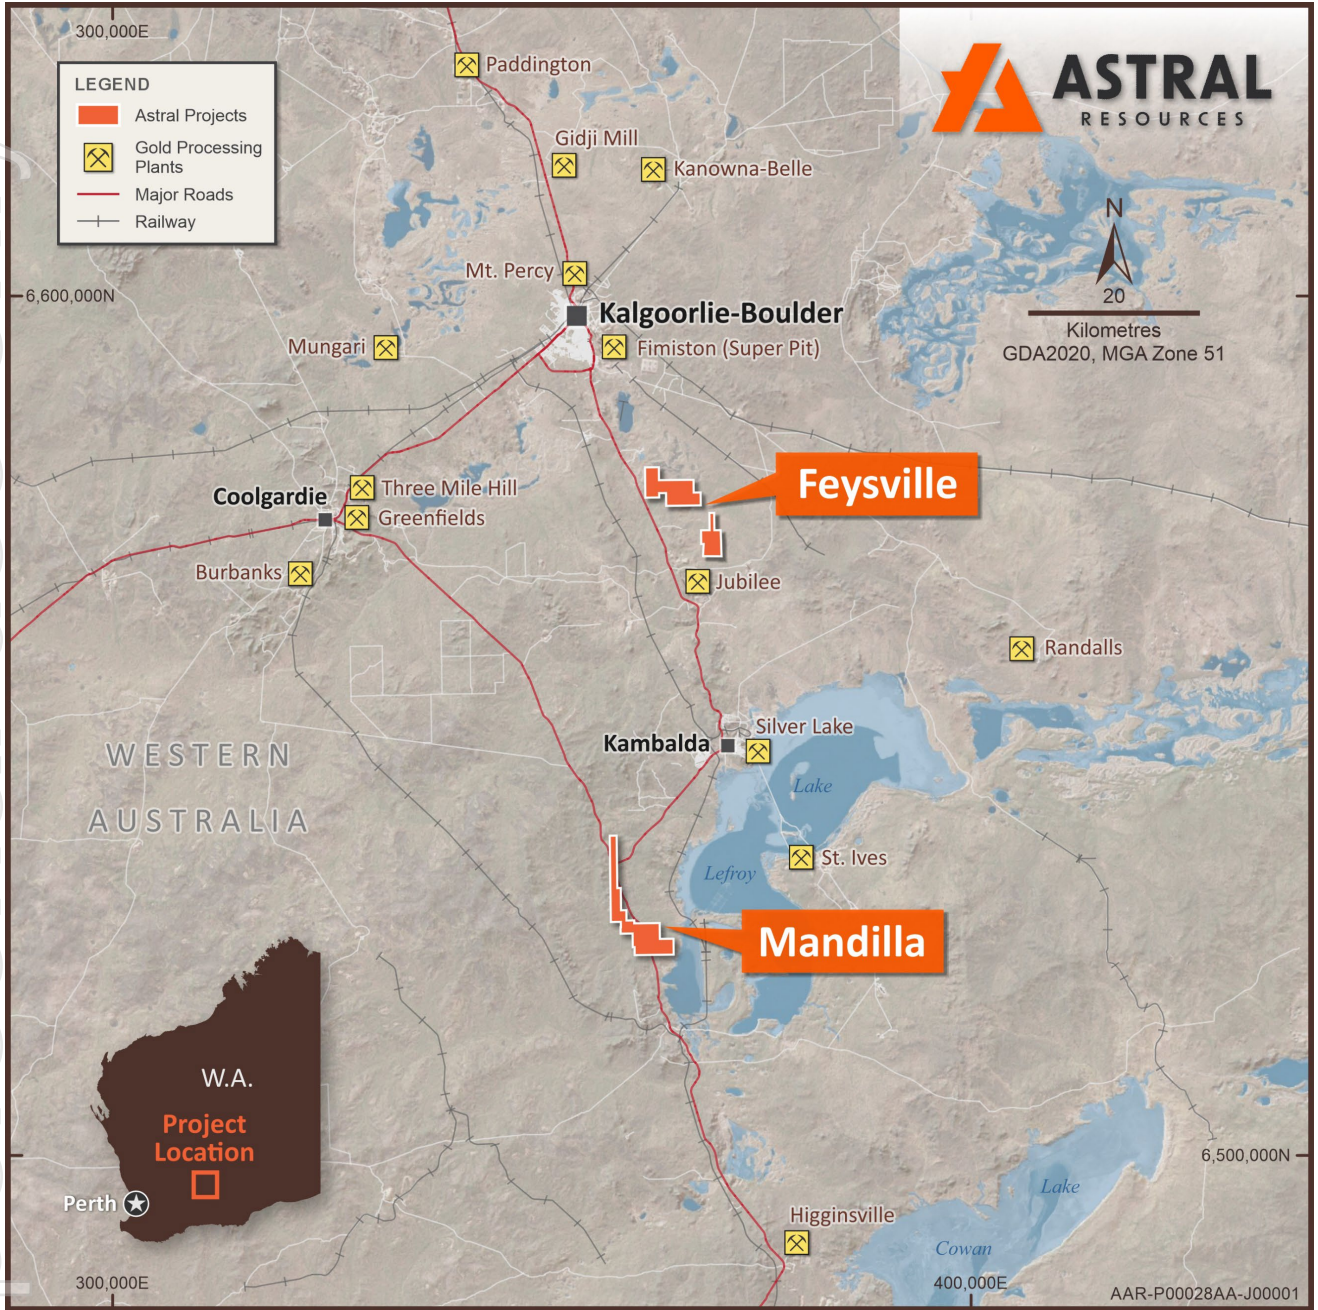 300,000E
LEGEND
Astral Projects
Gold Processing
Plants
Major Roads
Railway
ASTRAL
RESOURCES
Paddington
Gidji Mill
Kanowna-Belle
N
20
Kilometres
GDA2020, MGA Zone 51
Mt. Percy
6,600,000N
Kalgoorlie-Boulder
Mungari
Fimiston (Super Pit)
Feysville
Coolgardie
Three Mile Hill
Greenfields
Burbanks
Jubilee
Randalls
Silver Lake
Kambalda
WESTERN
AUSTRALIA
Lake
Lefroy
St. Ives
Mandilla
W.A.
Project
Location
Perth
6,500,000N
Lake
Cowan
Higginsville
300,000E
400,000E
AAR-P00028AA-J00001